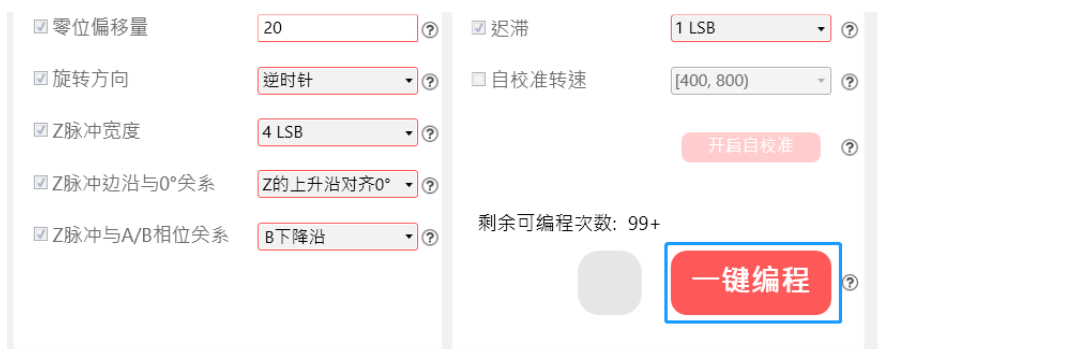 零位偏移量 20
旋转方向 逆时针
Z脉冲宽度 4 LSB
Z脉冲边沿与0°关系 Z的上升沿对齐0°
Z脉冲与A/B相位关系 B下降沿
迟滞 1 LSB
自校准转速 [400, 800)
开启自校准
剩余可编程次数: 99+
一键编程